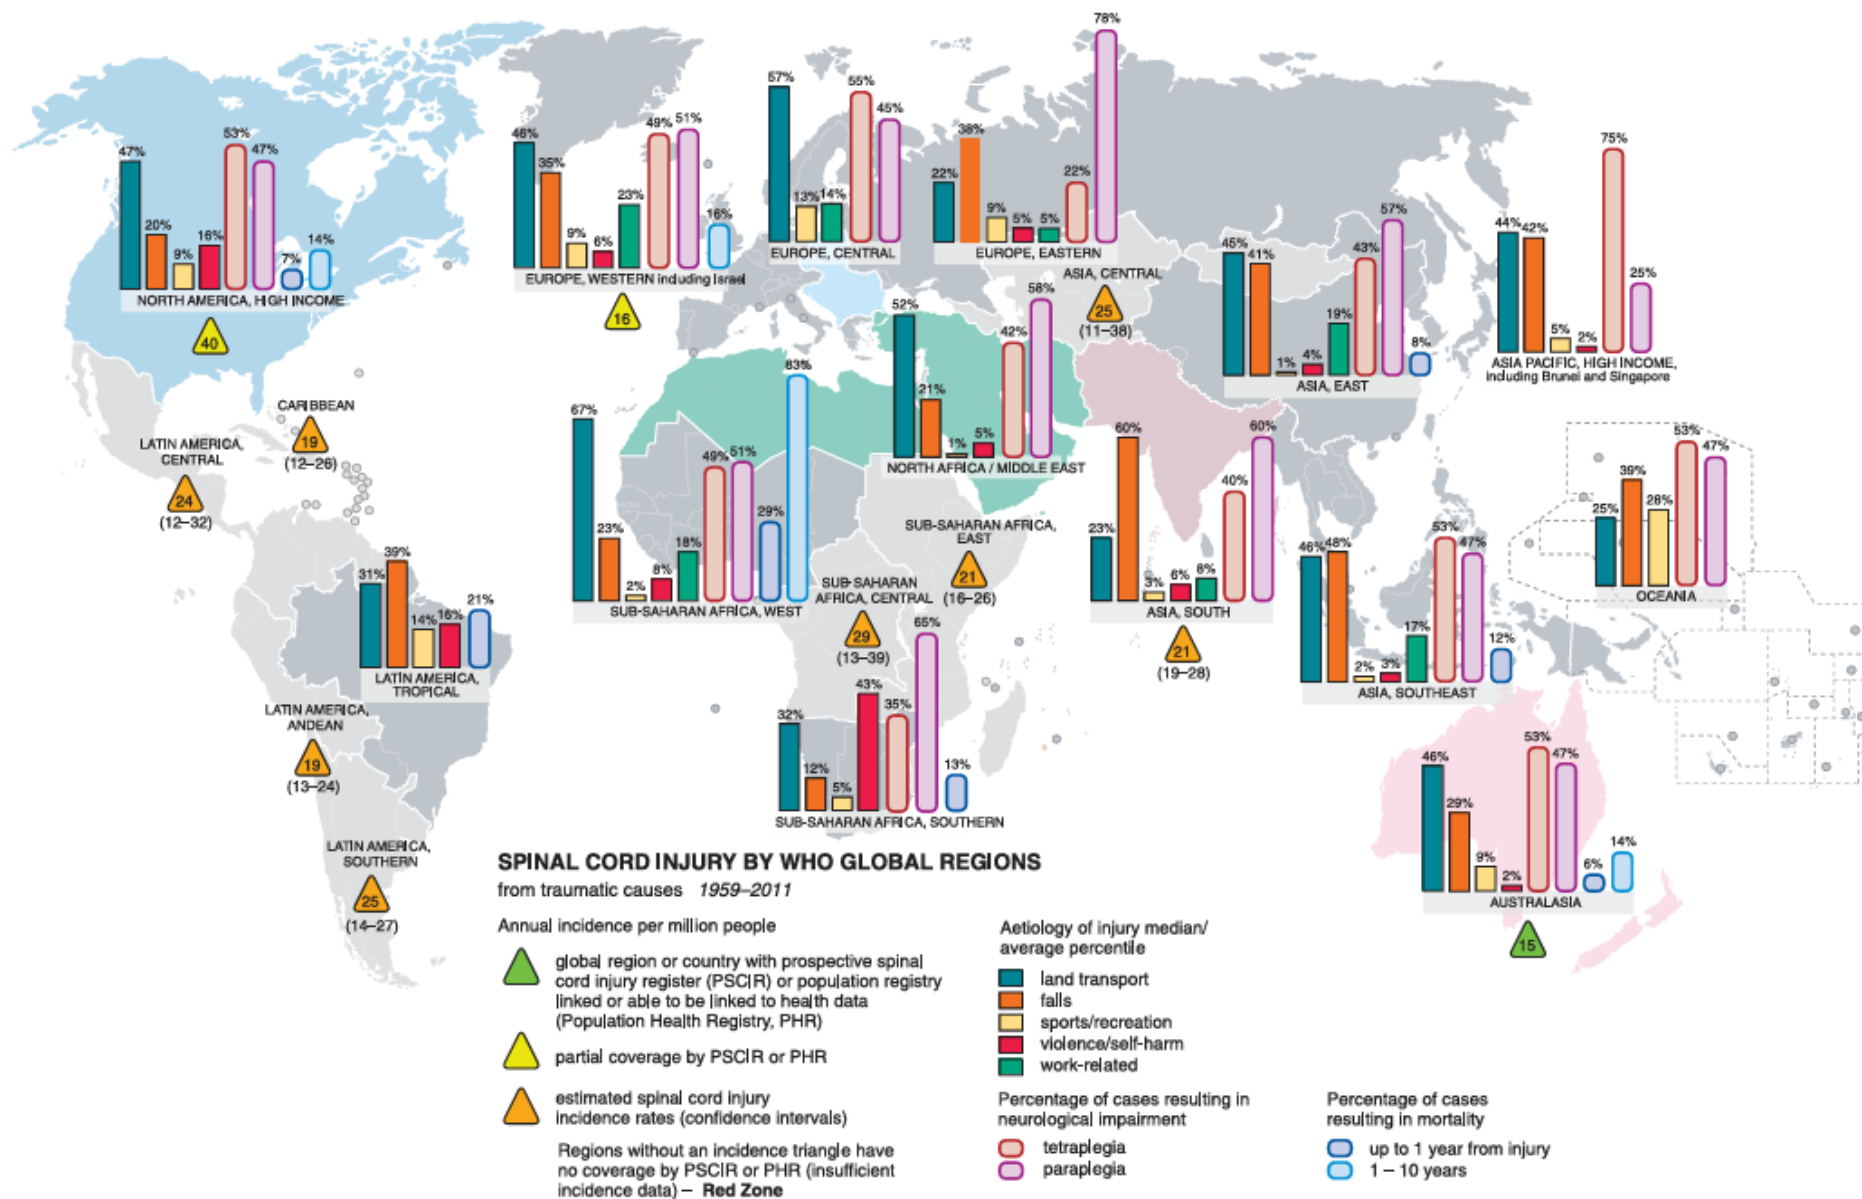 78%
57%
55%
45%
53%
47%
47%
20%
9%
16%
7%
14%
NORTH AMERICA, HIGH INCOME
40
46%
35%
9%
6%
23%
49%
51%
16%
EUROPE, WESTERN including Israel
16
13%
14%
EUROPE, CENTRAL
22%
38%
9%
5%
5%
22%
EUROPE, EASTERN
ASIA, CENTRAL
25
(11–38)
45%
41%
1%
4%
19%
43%
57%
8%
ASIA, EAST
44%
42%
5%
2%
75%
25%
ASIA PACIFIC, HIGH INCOME,
including Brunei and Singapore
52%
21%
1%
5%
42%
58%
NORTH AFRICA / MIDDLE EAST
CARIBBEAN
19
(12–26)
LATIN AMERICA,
CENTRAL
24
(12–32)
67%
23%
2%
8%
18%
49%
51%
29%
83%
SUB-SAHARAN AFRICA, WEST
SUB-SAHARAN AFRICA,
EAST
21
(16–26)
SUB-SAHARAN
AFRICA, CENTRAL
29
(13–39)
23%
60%
3%
6%
8%
40%
60%
ASIA, SOUTH
21
(19–28)
46%
48%
2%
3%
17%
53%
47%
12%
ASIA, SOUTHEAST
25%
39%
28%
53%
47%
OCEANIA
31%
39%
14%
16%
21%
LATIN AMERICA,
TROPICAL
LATIN AMERICA,
ANDEAN
19
(13–24)
32%
12%
5%
43%
35%
65%
13%
SUB-SAHARAN AFRICA, SOUTHERN
46%
29%
9%
2%
53%
47%
6%
14%
AUSTRALASIA
15
LATIN AMERICA,
SOUTHERN
25
(14–27)
SPINAL CORD INJURY BY WHO GLOBAL REGIONS
from traumatic causes 1959–2011
Annual incidence per million people
global region or country with prospective spinal
cord injury register (PSCIR) or population registry
linked or able to be linked to health data
(Population Health Registry, PHR)
partial coverage by PSCIR or PHR
estimated spinal cord injury
incidence rates (confidence intervals)
Regions without an incidence triangle have
no coverage by PSCIR or PHR (insufficient
incidence data) – Red Zone
Aetiology of injury median/
average percentile
land transport
falls
sports/recreation
violence/self-harm
work-related
Percentage of cases resulting in
neurological impairment
tetraplegia
paraplegia
Percentage of cases
resulting in mortality
up to 1 year from injury
1 – 10 years